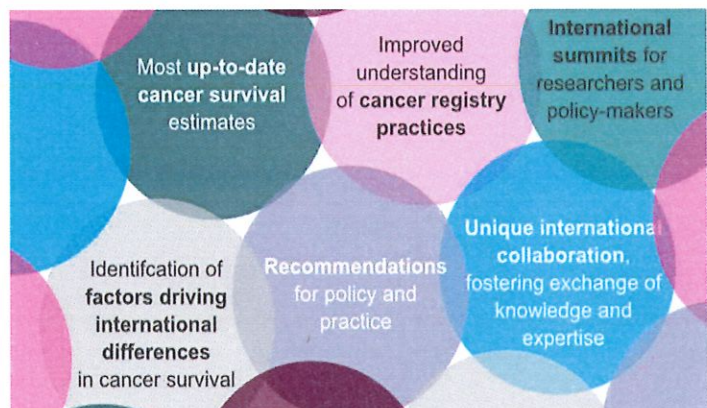 Most up-to-date
cancer survival
estimates
Improved
understanding
of cancer registry
practices
International
summits for
researchers and
policy-makers
Identifcation of
factors driving
international
differences
in cancer survival
Recommendations
for policy and
practice
Unique international
collaboration,
fostering exchange of
knowledge and
expertise